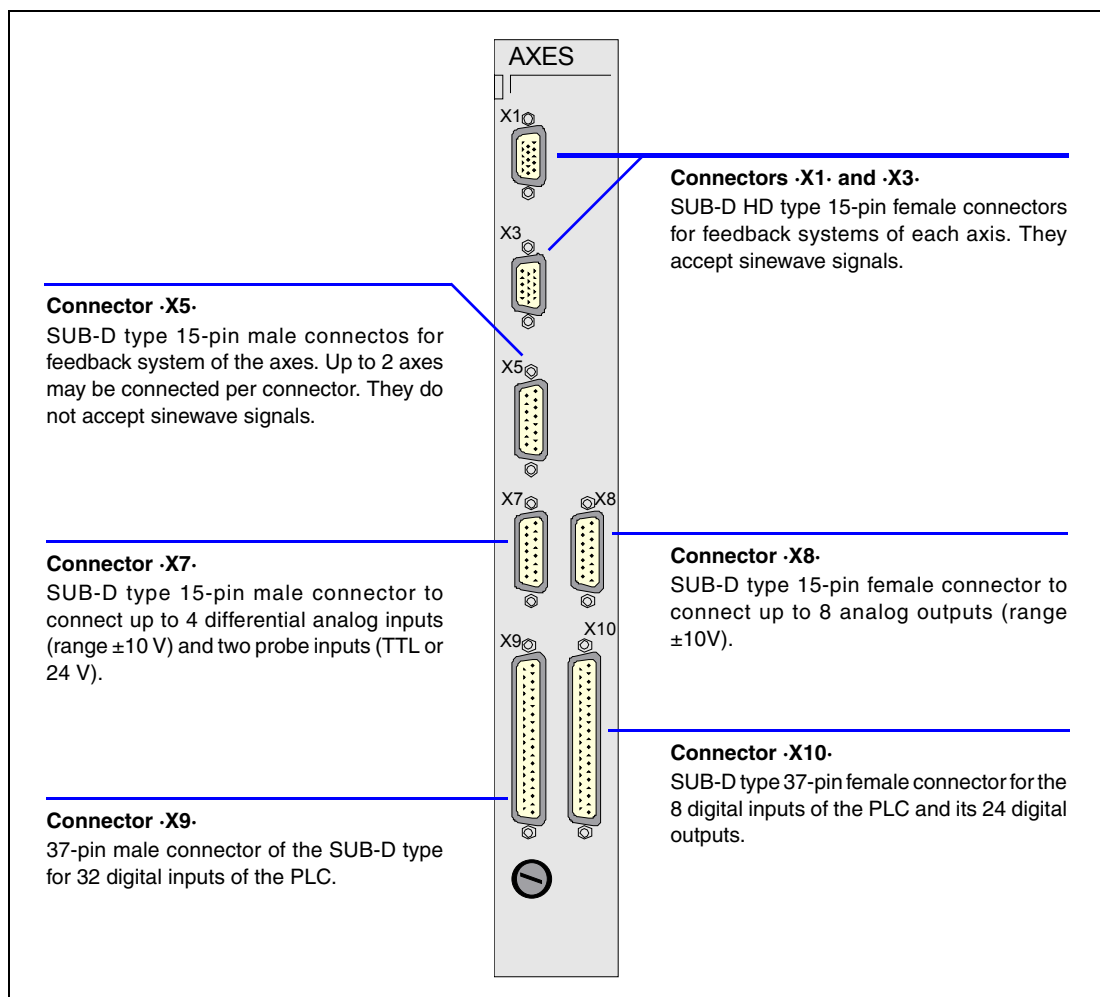 AXES
X1
Connectors ·X1· and ·X3·
SUB-D HD type 15-pin female connectors
for feedback systems of each axis. They
accept sinewave signals.
X3
Connector ·X5·
SUB-D type 15-pin male connectos for
feedback system of the axes. Up to 2 axes
may be connected per connector. They do
not accept sinewave signals.
X5
X7
X8
Connector ·X7·
SUB-D type 15-pin male connector to
connect up to 4 differential analog inputs
(range ±10 V) and two probe inputs (TTL or
24 V).
Connector ·X8·
SUB-D type 15-pin female connector to
connect up to 8 analog outputs (range
±10V).
X9
X10
Connector ·X10·
SUB-D type 37-pin female connector for the
8 digital inputs of the PLC and its 24 digital
outputs.
Connector ·X9·
37-pin male connector of the SUB-D type
for 32 digital inputs of the PLC.